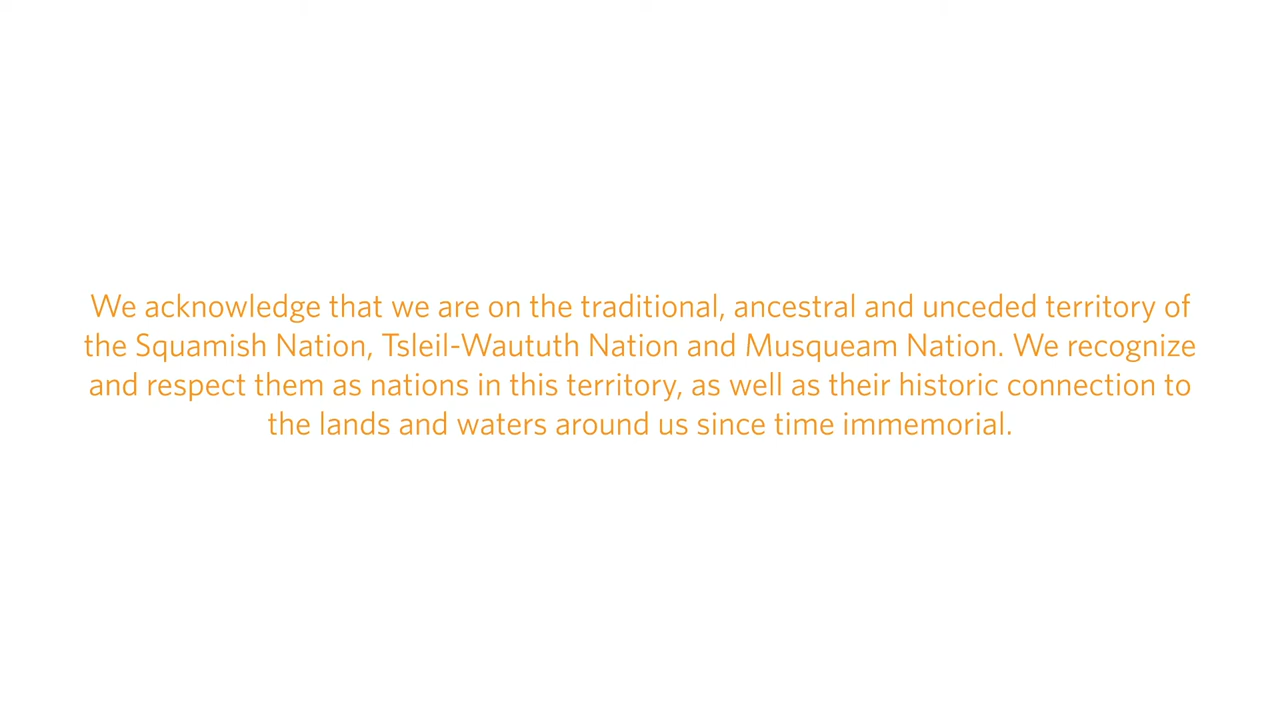 We acknowledge that we are on the traditional, ancestral and unceded territory of
the Squamish Nation, Tsleil-Waututh Nation and Musqueam Nation. We recognize
and respect them as nations in this territory, as well as their historic connection to
the lands and waters around us since time immemorial.